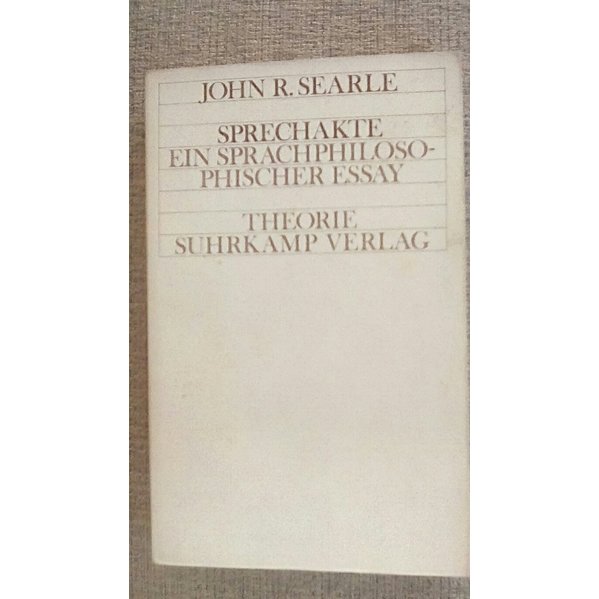 JOHN R. SEARLE
SPRECHAKTE
EIN SPRACHPHILOSO-
PHISCHER ESSAY
THEORIE
SUHRKAMP VERLAG